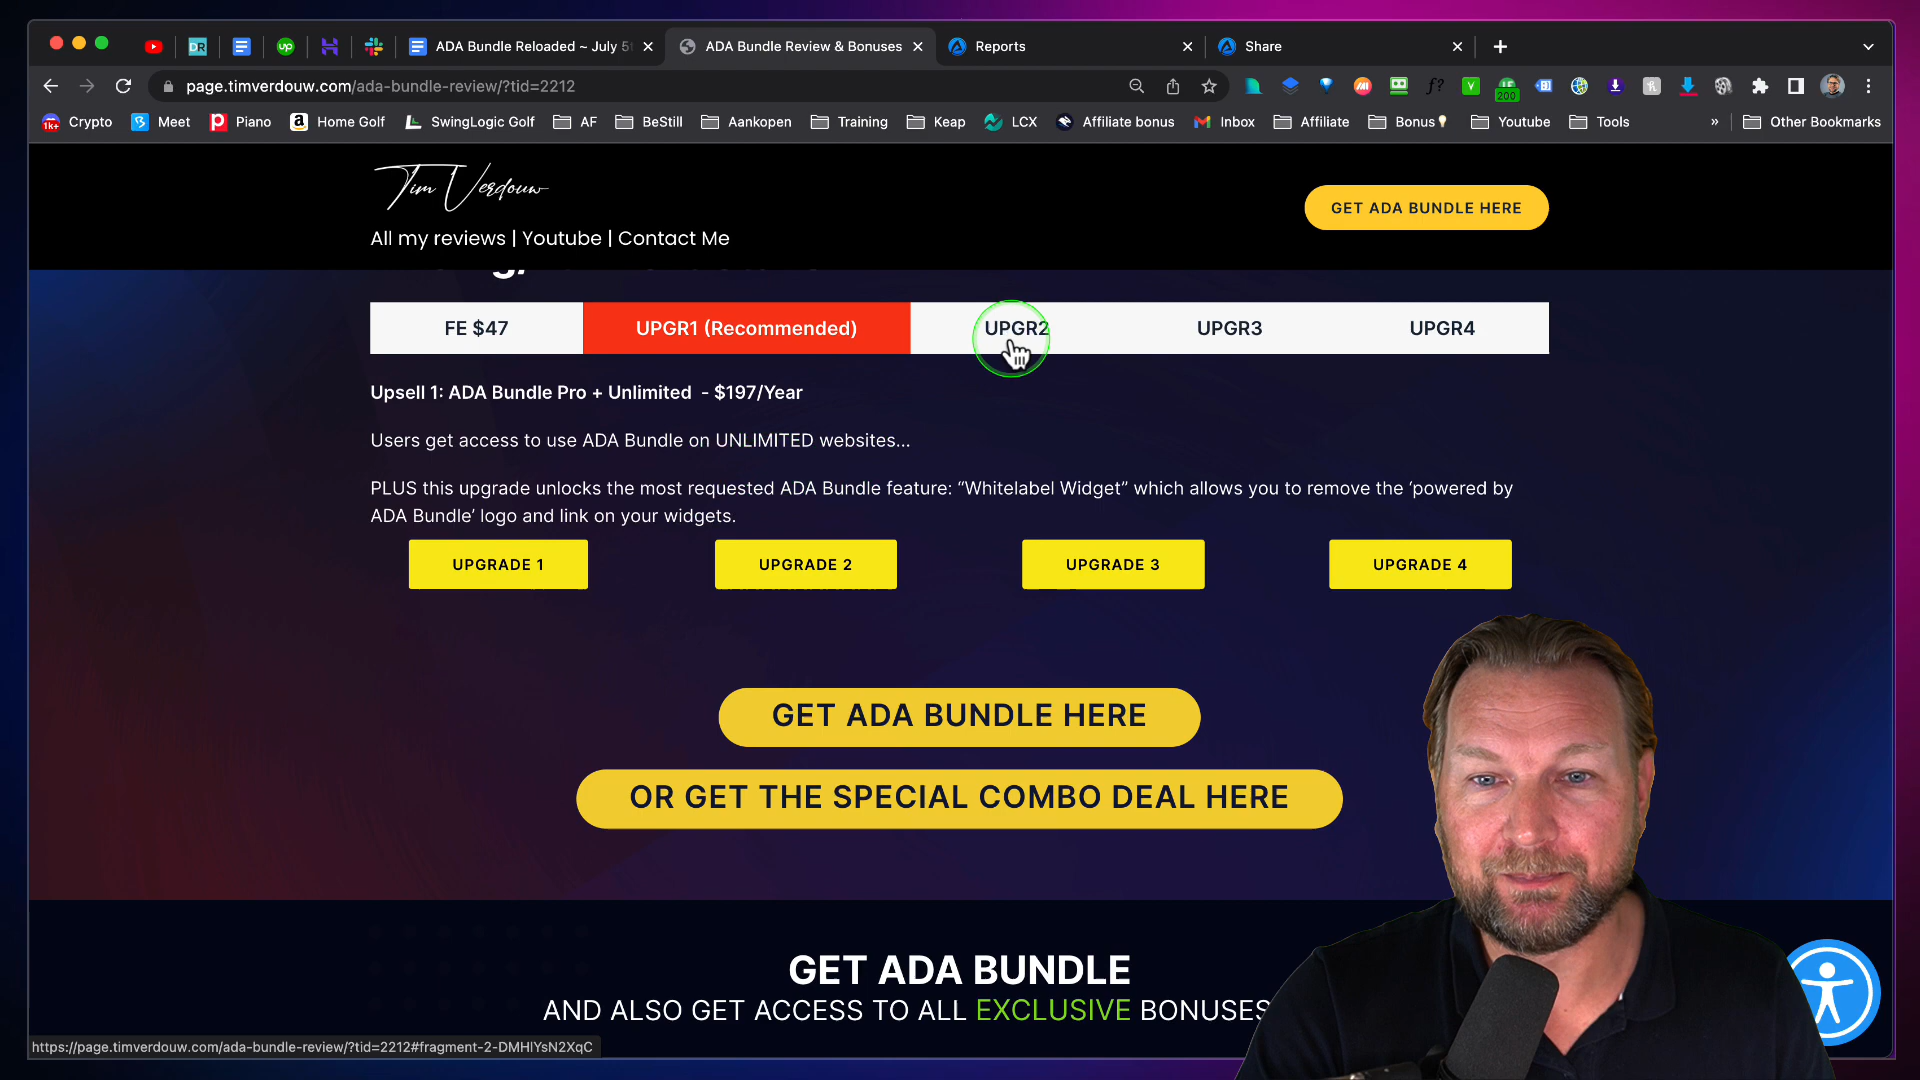 ADA Bundle Reloaded ~ July 5
ADA Bundle Review & Bonuses
Reports
Share
page.timverdouw.com/ada-bundle-review/?tid=2212
200
1k+ Crypto
Meet
Piano
Home Golf
SwingLogic Golf
AF
BeStill
Aankopen
Training
Keap
LCX
Affiliate bonus
Inbox
Affiliate
Bonus
Youtube
Tools
»
Other Bookmarks
Tim Verdouw
All my reviews | Youtube | Contact Me
GET ADA BUNDLE HERE
FE $47
UPGR1 (Recommended)
UPGR2
UPGR3
UPGR4
Upsell 1: ADA Bundle Pro + Unlimited - $197/Year
Users get access to use ADA Bundle on UNLIMITED websites...
PLUS this upgrade unlocks the most requested ADA Bundle feature: “Whitelabel Widget” which allows you to remove the ‘powered by
ADA Bundle’ logo and link on your widgets.
UPGRADE 1
UPGRADE 2
UPGRADE 3
UPGRADE 4
GET ADA BUNDLE HERE
OR GET THE SPECIAL COMBO DEAL HERE
GET ADA BUNDLE
AND ALSO GET ACCESS TO ALL EXCLUSIVE BONUSES
https://page.timverdouw.com/ada-bundle-review/?tid=2212#fragment-2-DMHIYsN2XqC